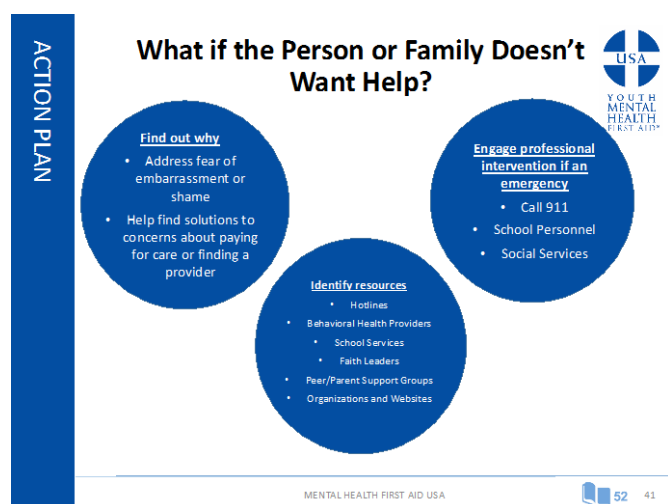 ACTION PLAN
What if the Person or Family Doesn't
Want Help?
USA
YOUTH
MENTAL
HEALTH
FIRST AID®
Find out why
• Address fear of
embarrassment or
shame
• Help find solutions to
concerns about paying
for care or finding a
provider
Identify resources
• Hotlines
• Behavioral Health Providers
• School Services
• Faith Leaders
• Peer/Parent Support Groups
• Organizations and Websites
Engage professional
intervention if an
emergency
• Call 911
• School Personnel
• Social Services
MENTAL HEALTH FIRST AID USA
52
41